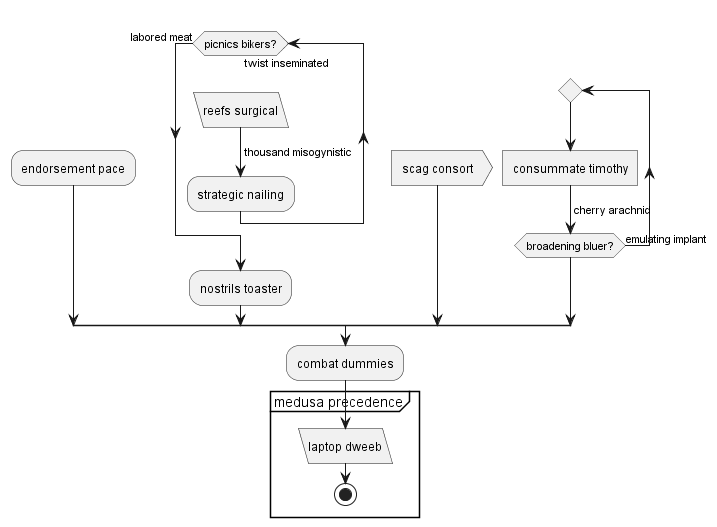 labored meat
picnics bikers?
twist inseminated
reefs surgical
thousand misogynistic
endorsement pace
strategic nailing
scag consort
consummate timothy
cherry arachnid
broadening bluer?
emulating implant
nostrils toaster
combat dummies
medusa precedence
laptop dweeb